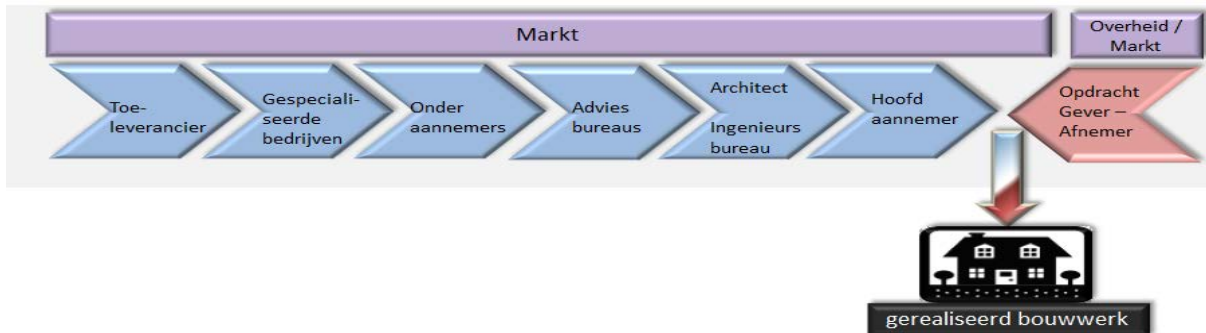 Markt
Overheid /
Markt
Toe-
leverancier
Gespeciali-
seerde
bedrijven
Onder
aannemers
Advies
bureaus
Architect
Ingenieurs
bureau
Hoofd
aannemer
Opdracht
Gever –
Afnemer
gerealiseerd bouwwerk